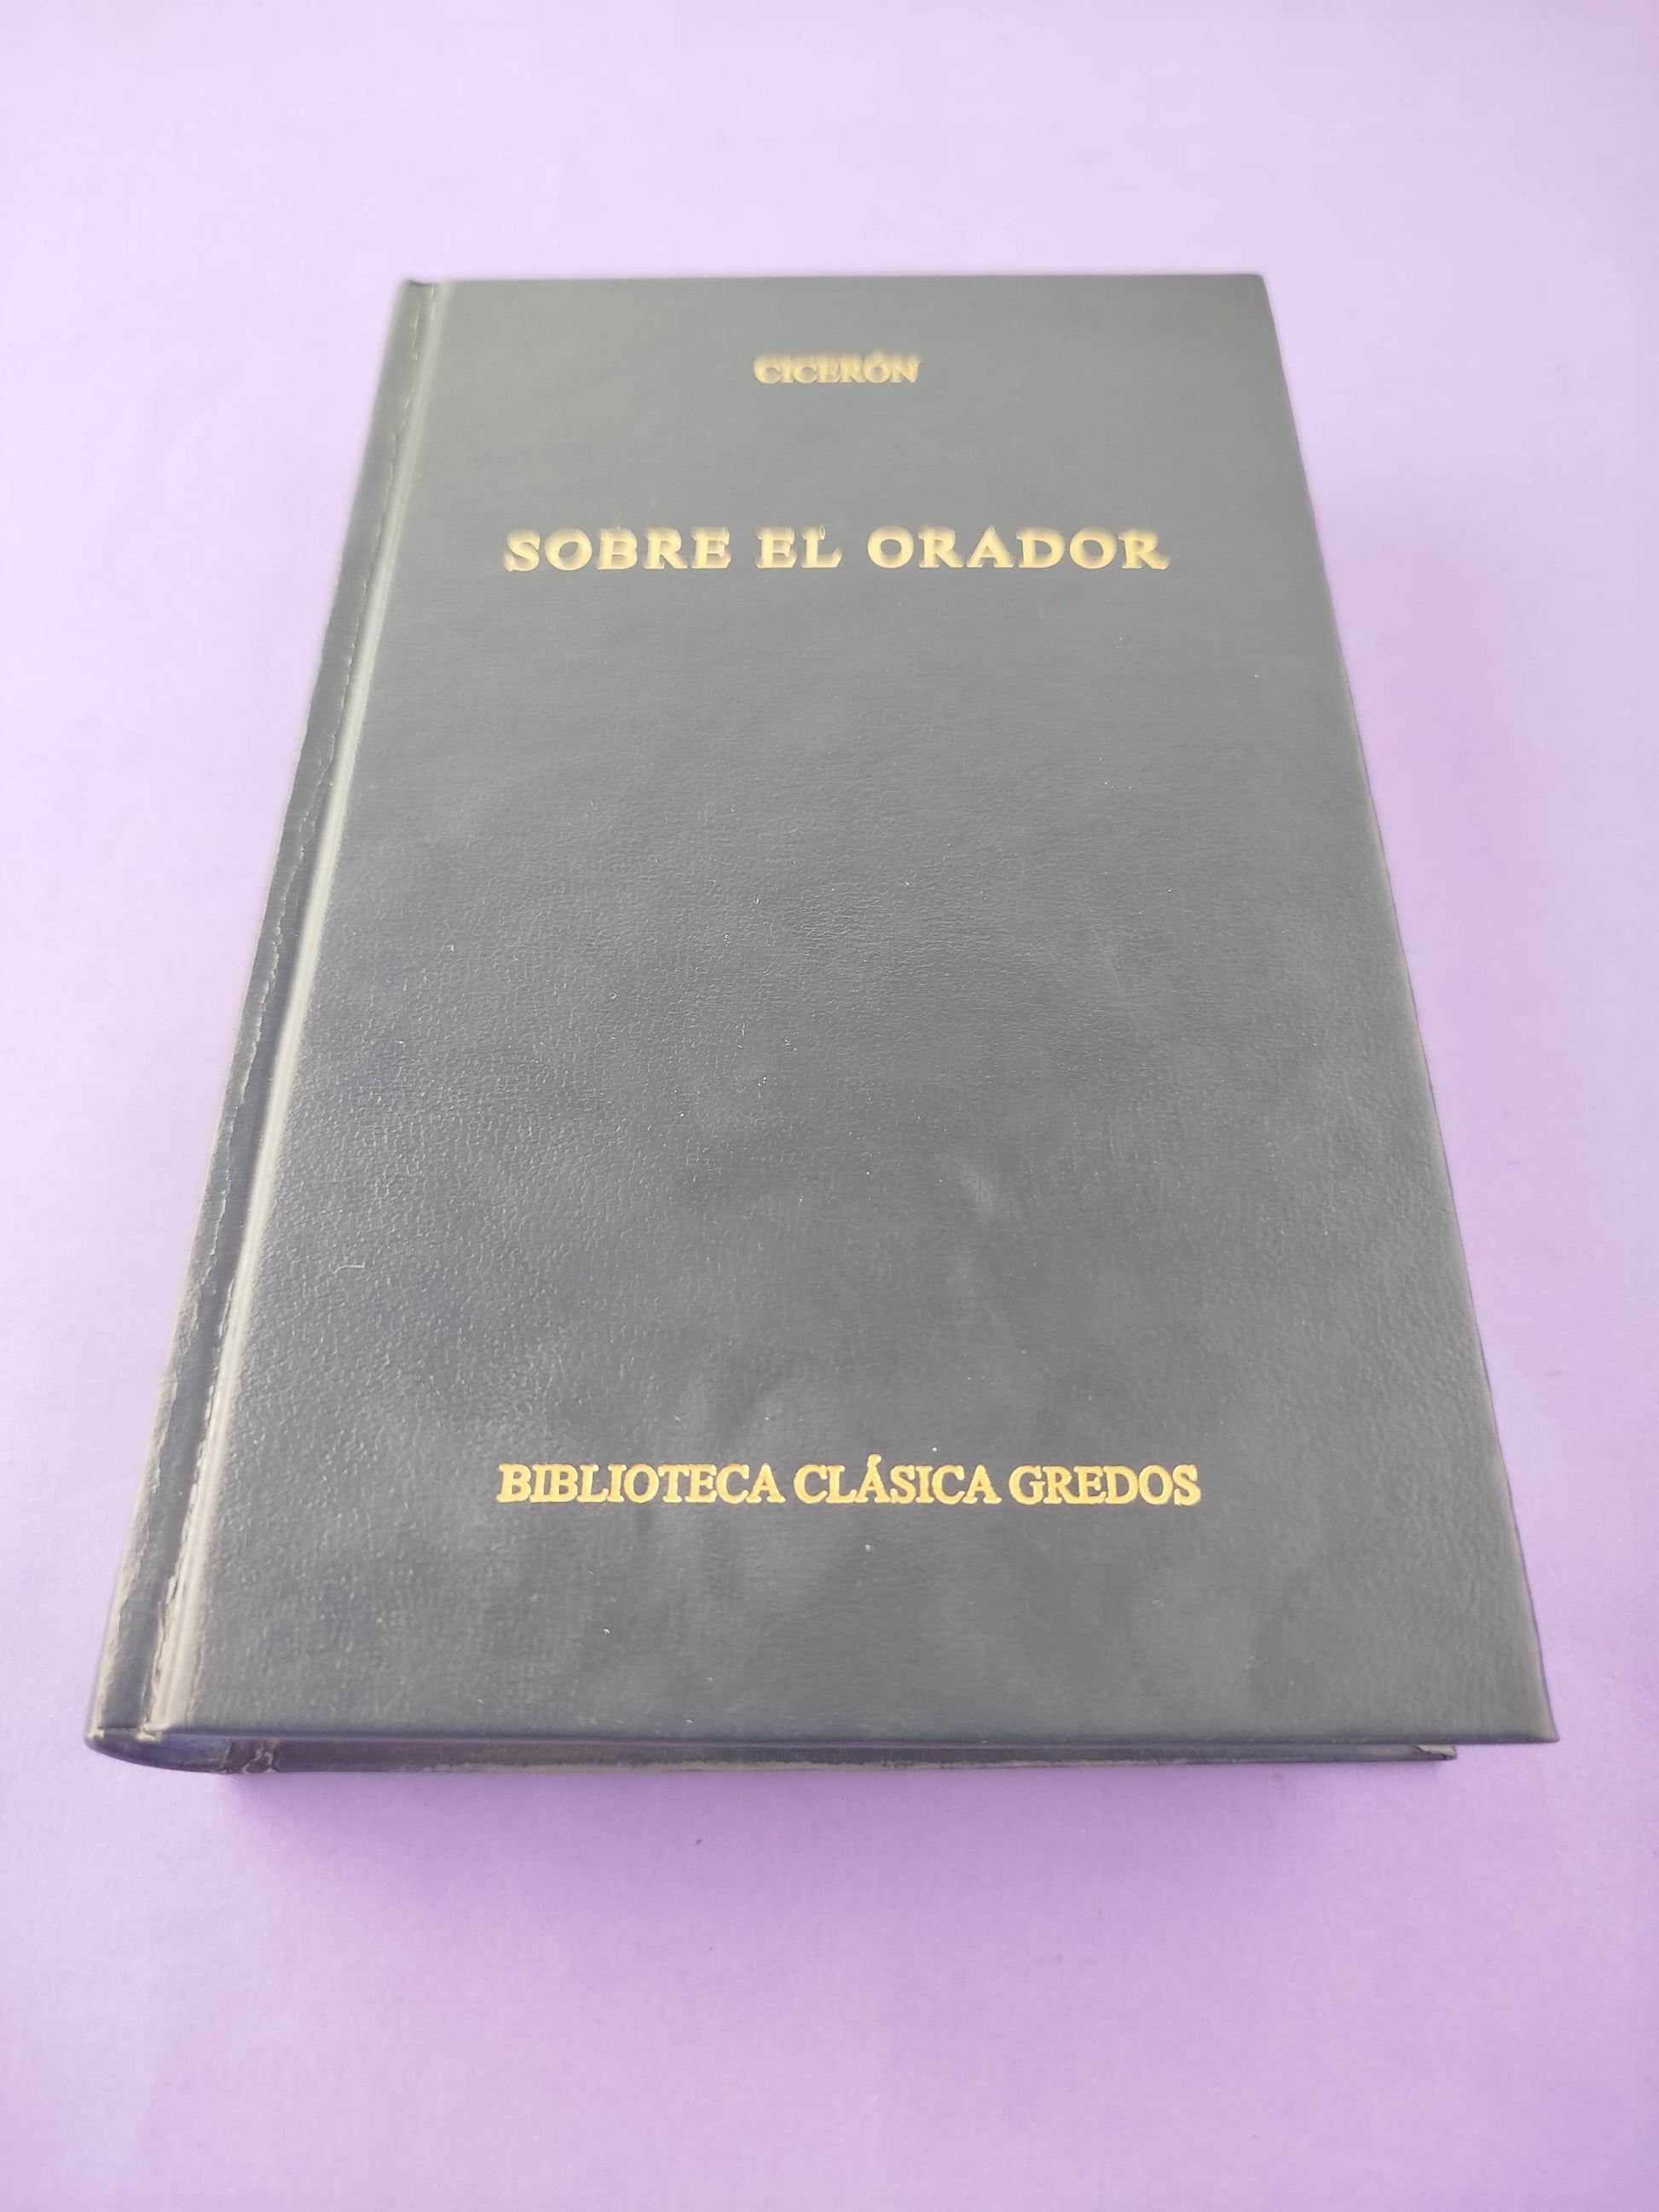 CICERÓN
SOBRE EL ORADOR
BIBLIOTECA CLÁSICA GREDOS